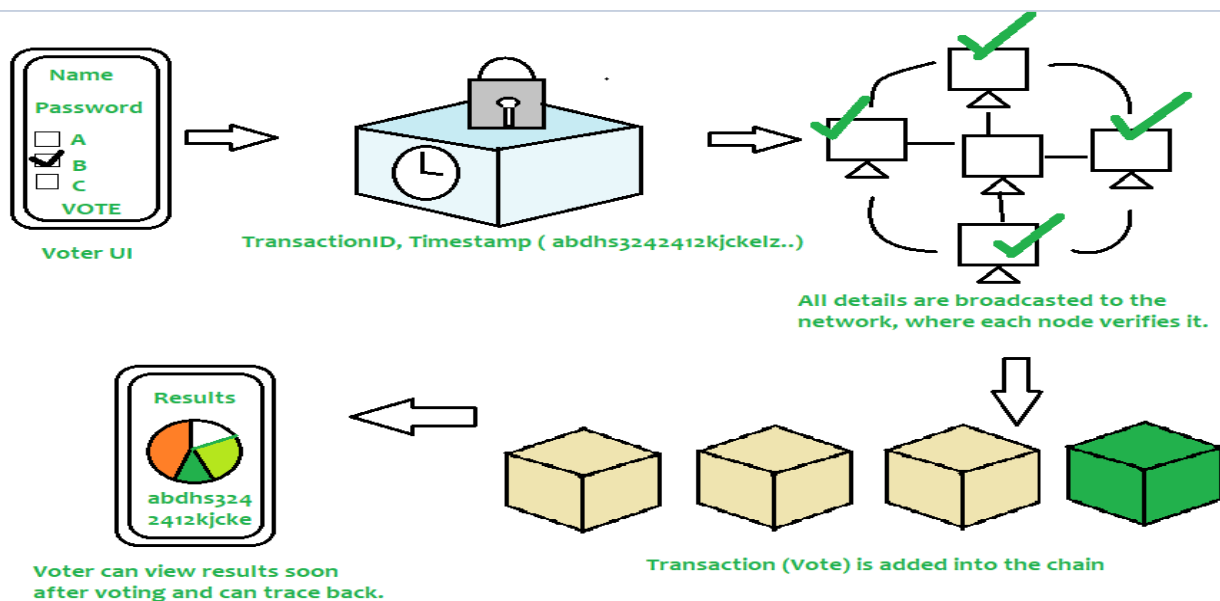 Name
Password
A
B
C
VOTE
Voter UI
TransactionID, Timestamp ( abdhs3242412kjckelz..)
All details are broadcasted to the
network, where each node verifies it.
Results
abdhs324
2412kjcke
Voter can view results soon
after voting and can trace back.
Transaction (Vote) is added into the chain